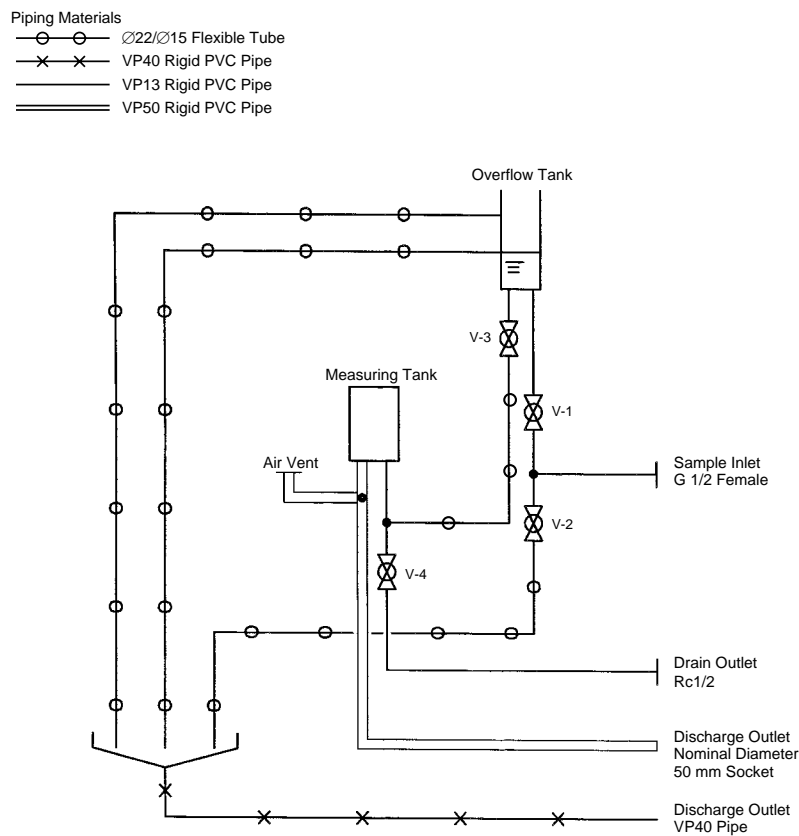 Piping Materials
Ø22/Ø15 Flexible Tube
VP40 Rigid PVC Pipe
VP13 Rigid PVC Pipe
VP50 Rigid PVC Pipe
Overflow Tank
V-3
Measuring Tank
V-1
Air Vent
Sample Inlet
G 1/2 Female
V-2
V-4
Drain Outlet
Rc1/2
Discharge Outlet
Nominal Diameter
50 mm Socket
Discharge Outlet
VP40 Pipe